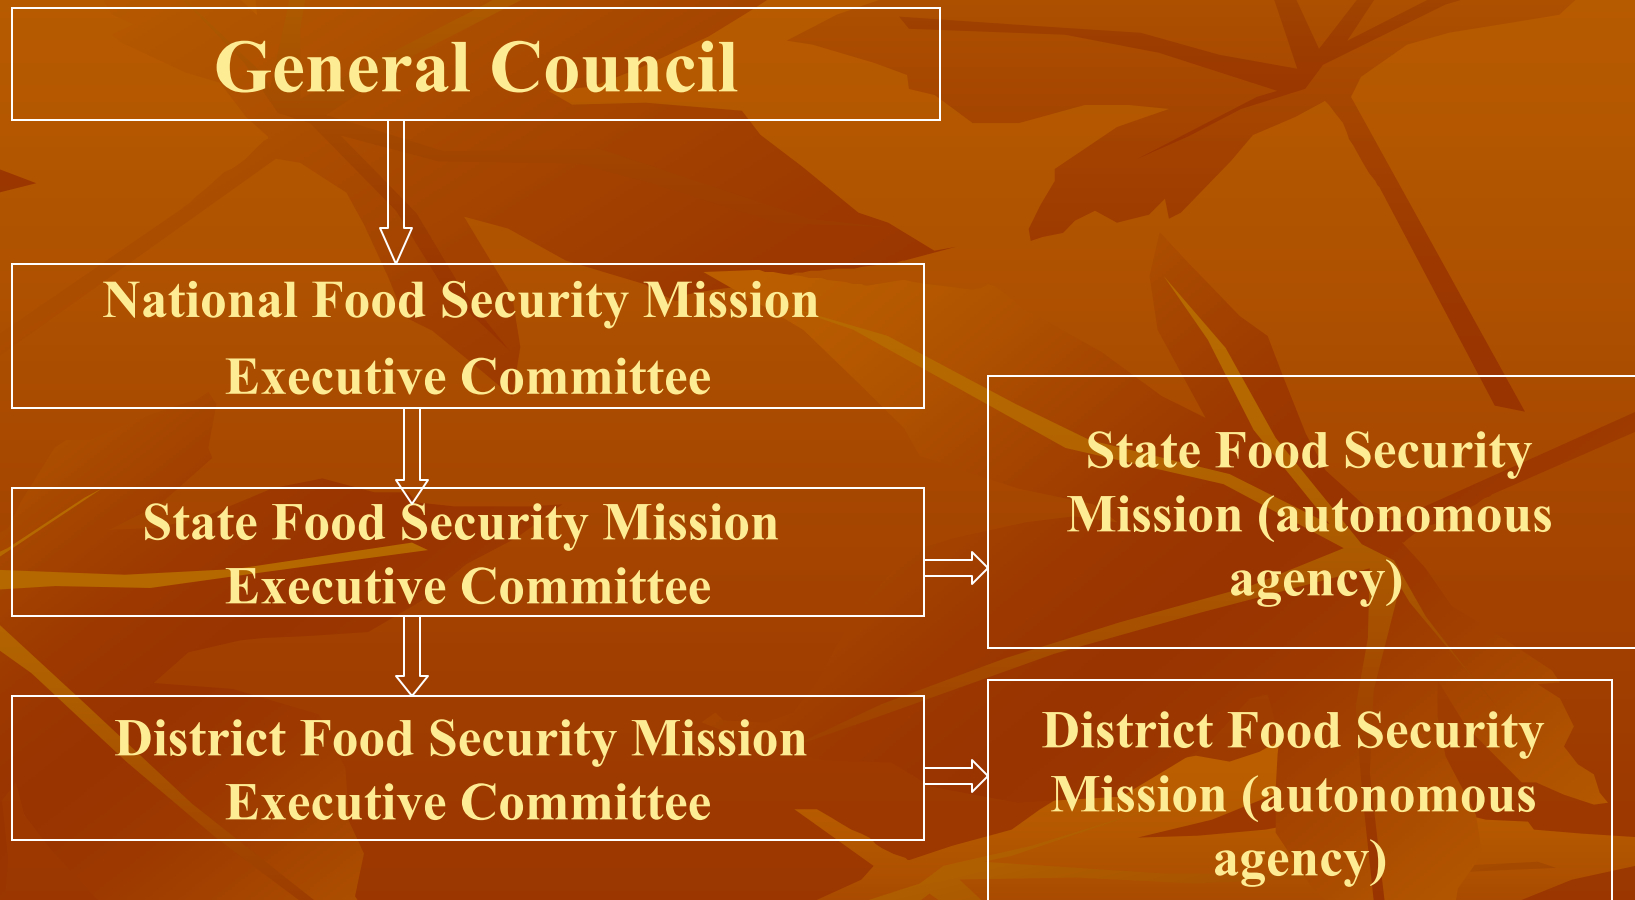 General Council
National Food Security Mission
Executive Committee
State Food Security Mission
Executive Committee
State Food Security
Mission (autonomous
agency)
District Food Security Mission
Executive Committee
District Food Security
Mission (autonomous
agency)